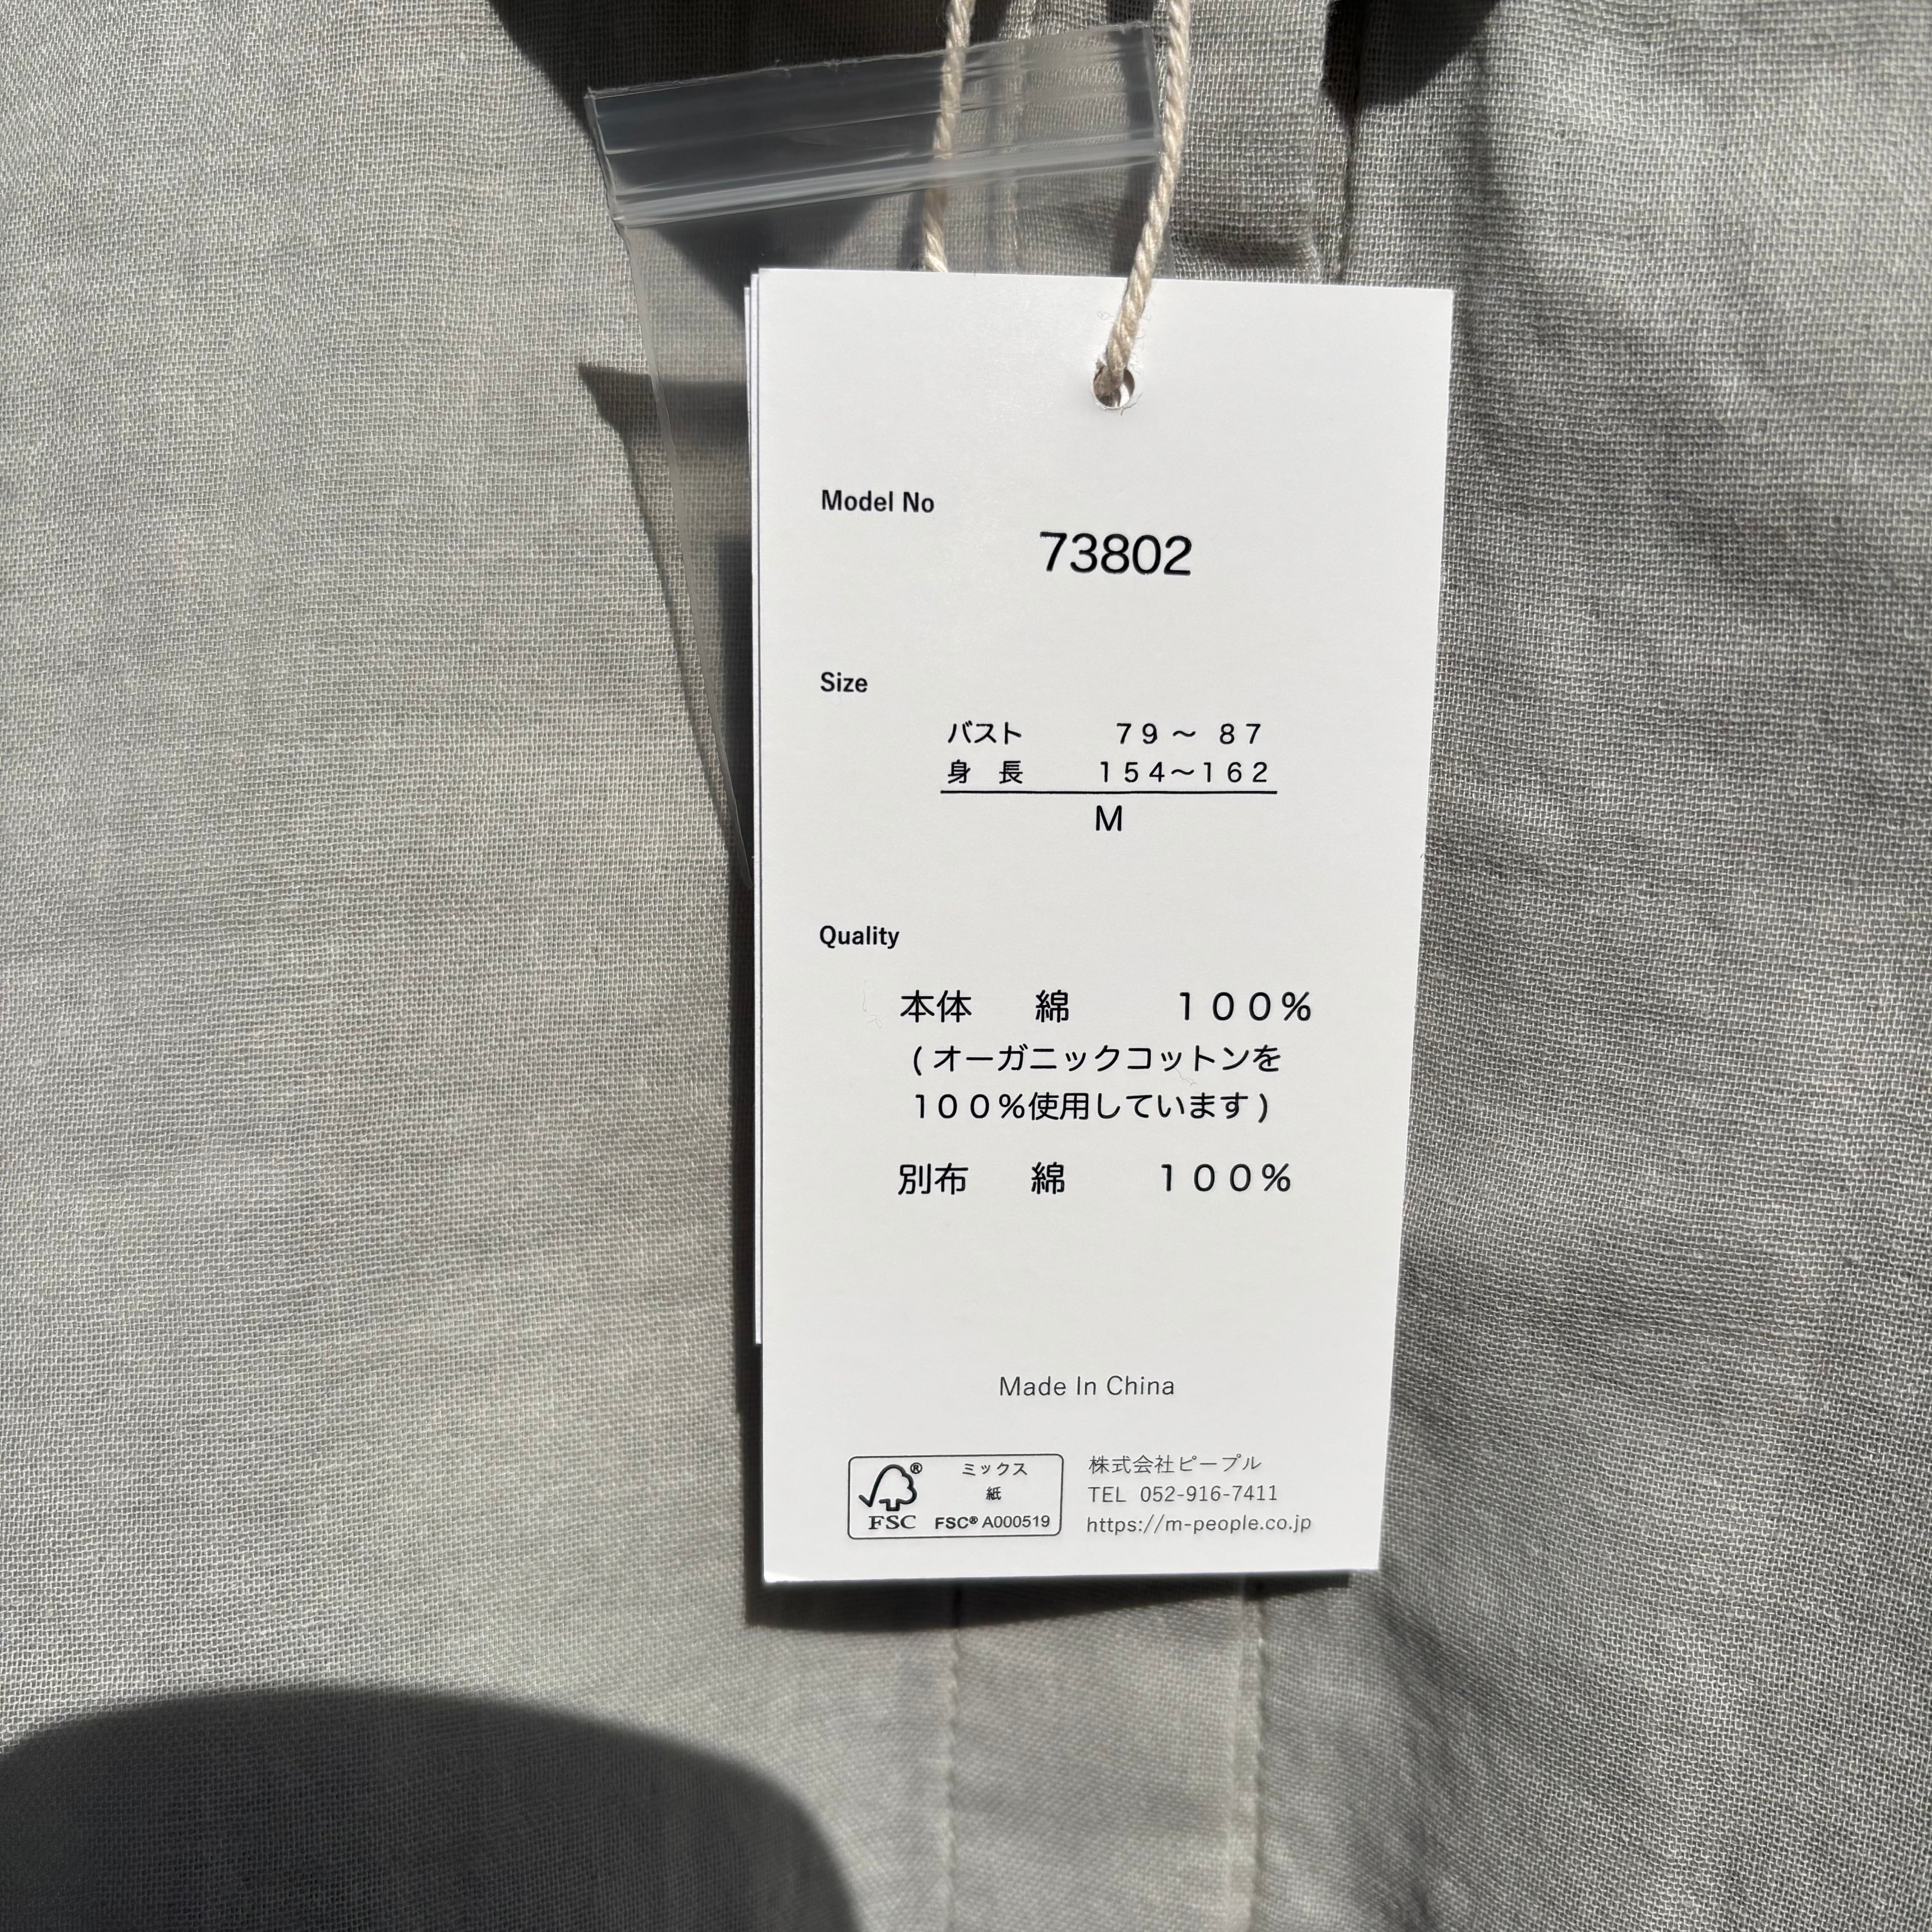 Model No
73802
Size
バスト 79～87
身 長 154～162
M
Quality
本体 綿 100%
(オーガニックコットンを
100%使用しています)
別布 綿 100%
Made In China
ミックス
紙
FSC® A000519
®
FSC
株式会社ピープル
TEL 052-916-7411
https://m-people.co.jp